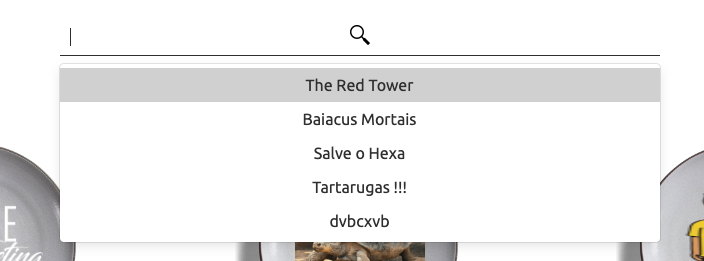 The Red Tower
Baiacus Mortais
Salve o Hexa
Tartarugas !!!
dvbcxvb